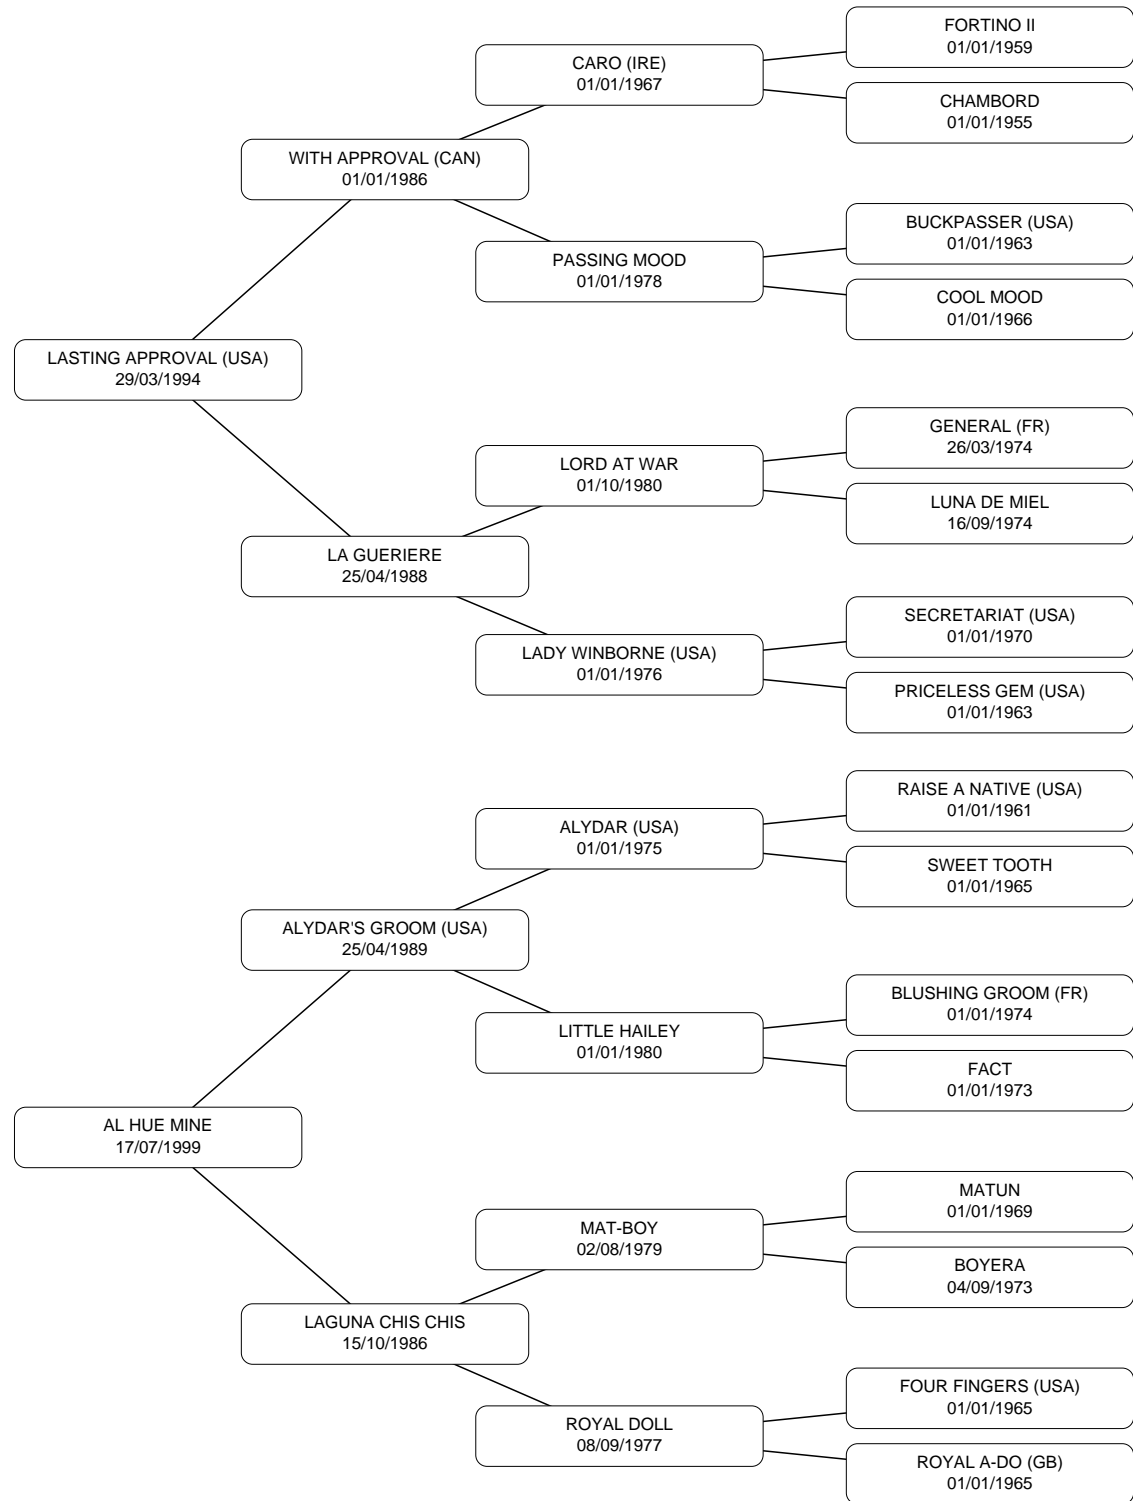 FORTINO II
01/01/1959
CARO (IRE)
01/01/1967
CHAMBORD
01/01/1955
WITH APPROVAL (CAN)
01/01/1986
BUCKPASSER (USA)
01/01/1963
PASSING MOOD
01/01/1978
COOL MOOD
01/01/1966
LASTING APPROVAL (USA)
29/03/1994
GENERAL (FR)
26/03/1974
LORD AT WAR
01/10/1980
LUNA DE MIEL
16/09/1974
LA GUERIERE
25/04/1988
SECRETARIAT (USA)
01/01/1970
LADY WINBORNE (USA)
01/01/1976
PRICELESS GEM (USA)
01/01/1963
RAISE A NATIVE (USA)
01/01/1961
ALYDAR (USA)
01/01/1975
SWEET TOOTH
01/01/1965
ALYDAR'S GROOM (USA)
25/04/1989
BLUSHING GROOM (FR)
01/01/1974
LITTLE HAILEY
01/01/1980
FACT
01/01/1973
AL HUE MINE
17/07/1999
MATUN
01/01/1969
MAT-BOY
02/08/1979
BOYERA
04/09/1973
LAGUNA CHIS CHIS
15/10/1986
FOUR FINGERS (USA)
01/01/1965
ROYAL DOLL
08/09/1977
ROYAL A-DO (GB)
01/01/1965